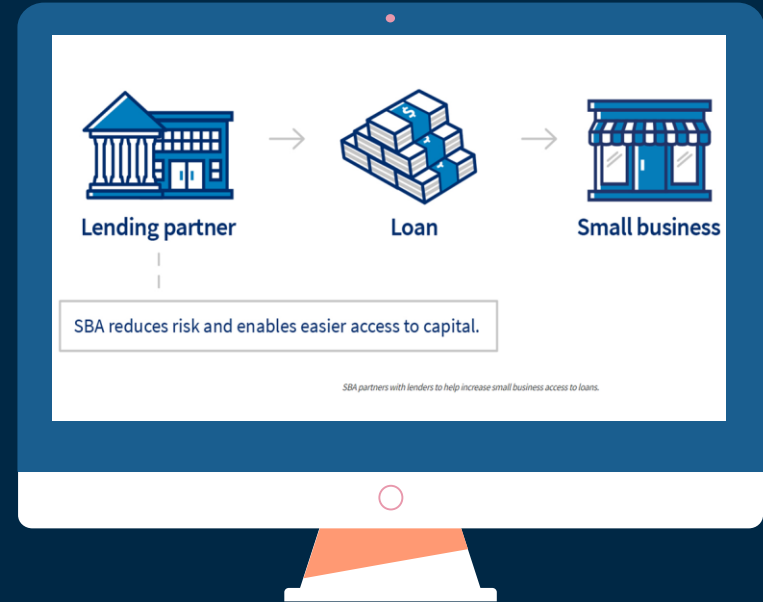 Lending partner
Loan
Small business
SBA reduces risk and enables easier access to capital.
SBA partners with lenders to help increase small business access to loans.